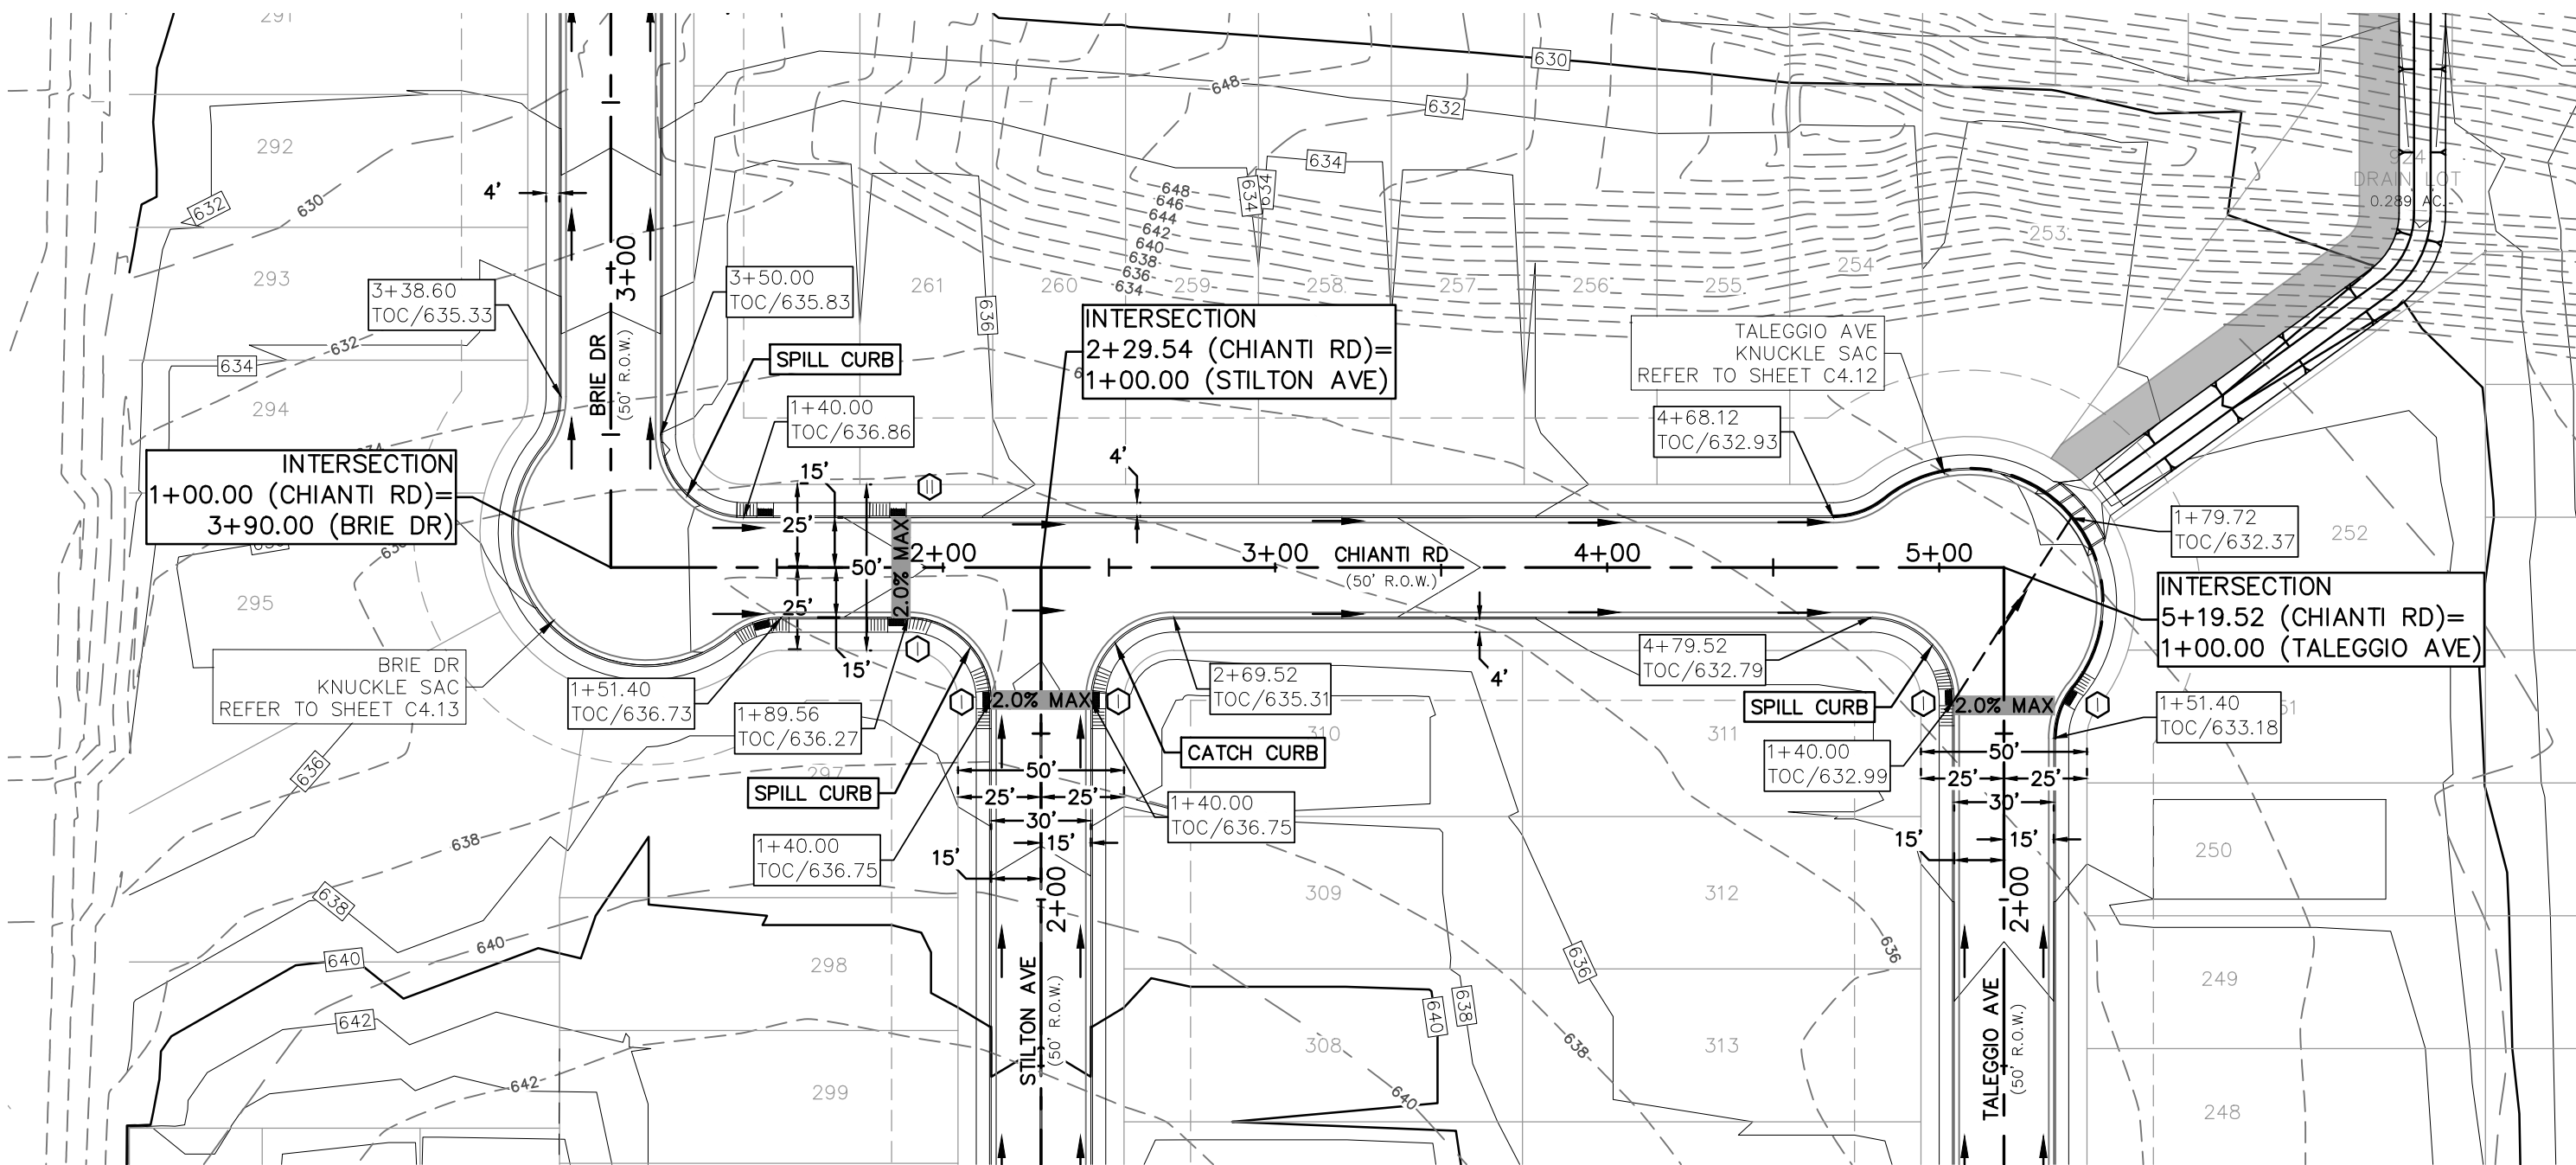 291
292
293
294
295
297
298
299
630
632
648
632
634
634
634
630
632
632
634
4'
3+00
BRIE DR
(50' R.O.W.)
3+38.60
TOC/635.33
3+50.00
TOC/635.83
SPILL CURB
1+40.00
TOC/636.86
261
260
259
258
257
256
255
254
253
252
636
648
646
644
642
640
638
636
634
INTERSECTION
2+29.54 (CHIANTI RD)=
1+00.00 (STILTON AVE)
TALEGGIO AVE
KNUCKLE SAC
REFER TO SHEET C4.12
924
DRAIN LOT
0.289 AC.
4+68.12
TOC/632.93
INTERSECTION
1+00.00 (CHIANTI RD)=
3+90.00 (BRIE DR)
15'
25'
50'
25'
15'
2.0% MAX
4'
2+00
3+00
CHIANTI RD
(50' R.O.W.)
4+00
5+00
1+79.72
TOC/632.37
INTERSECTION
5+19.52 (CHIANTI RD)=
1+00.00 (TALEGGIO AVE)
BRIE DR
KNUCKLE SAC
REFER TO SHEET C4.13
1+51.40
TOC/636.73
1+89.56
TOC/636.27
2.0% MAX
2+69.52
TOC/635.31
4'
4+79.52
TOC/632.79
SPILL CURB
2.0% MAX
1+51.40
TOC/633.18
CATCH CURB
310
311
1+40.00
TOC/632.99
SPILL CURB
50'
25'
25'
30'
15'
15'
1+40.00
TOC/636.75
1+40.00
TOC/636.75
50'
25'
25'
30'
15'
15'
2+00
STILTON AVE
(50' R.O.W.)
2+00
TALEGGIO AVE
(50' R.O.W.)
636
638
638
640
640
642
642
309
308
312
313
250
249
248
636
638
640
636
638
640